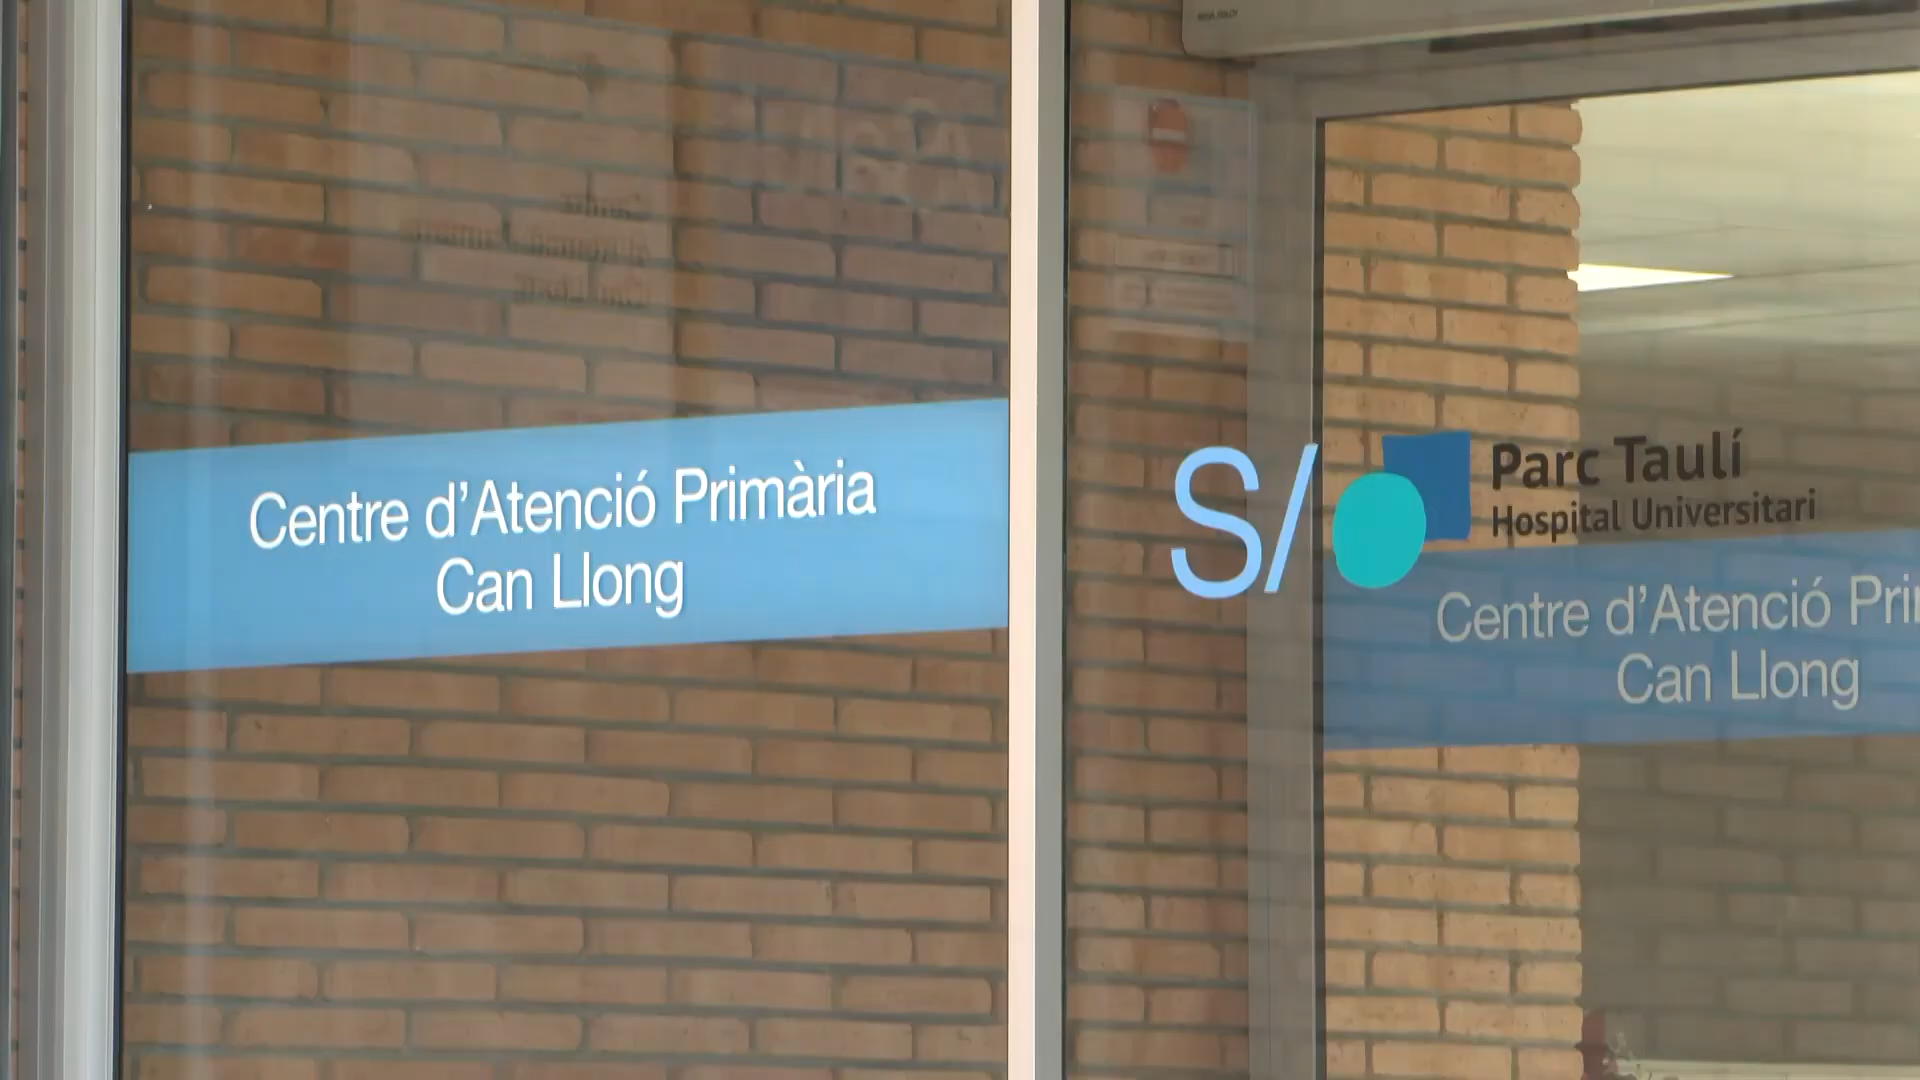 Centre d'Atenció Primària
Can Llong
S/
Parc Taulí
Hospital Universitari
Centre d'Atenció Pri
Can Llong